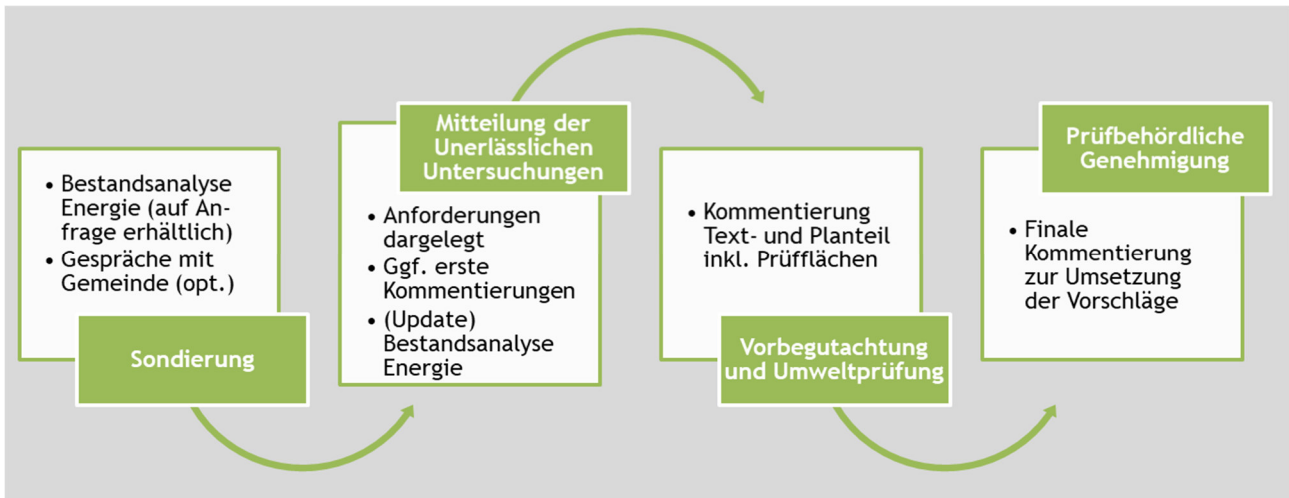 • Bestandsanalyse
Energie (auf An-
frage erhältlich)
• Gespräche mit
Gemeinde (opt.)
Sondierung
Mitteilung der
Unerlässlichen
Untersuchungen
• Anforderungen
dargelegt
• Ggf. erste
Kommentierungen
• (Update)
Bestandsanalyse
Energie
• Kommentierung
Text- und Planteil
inkl. Prüfflächen
Vorbegutachtung
und Umweltprüfung
Prüfbehördliche
Genehmigung
• Finale
Kommentierung
zur Umsetzung
der Vorschläge